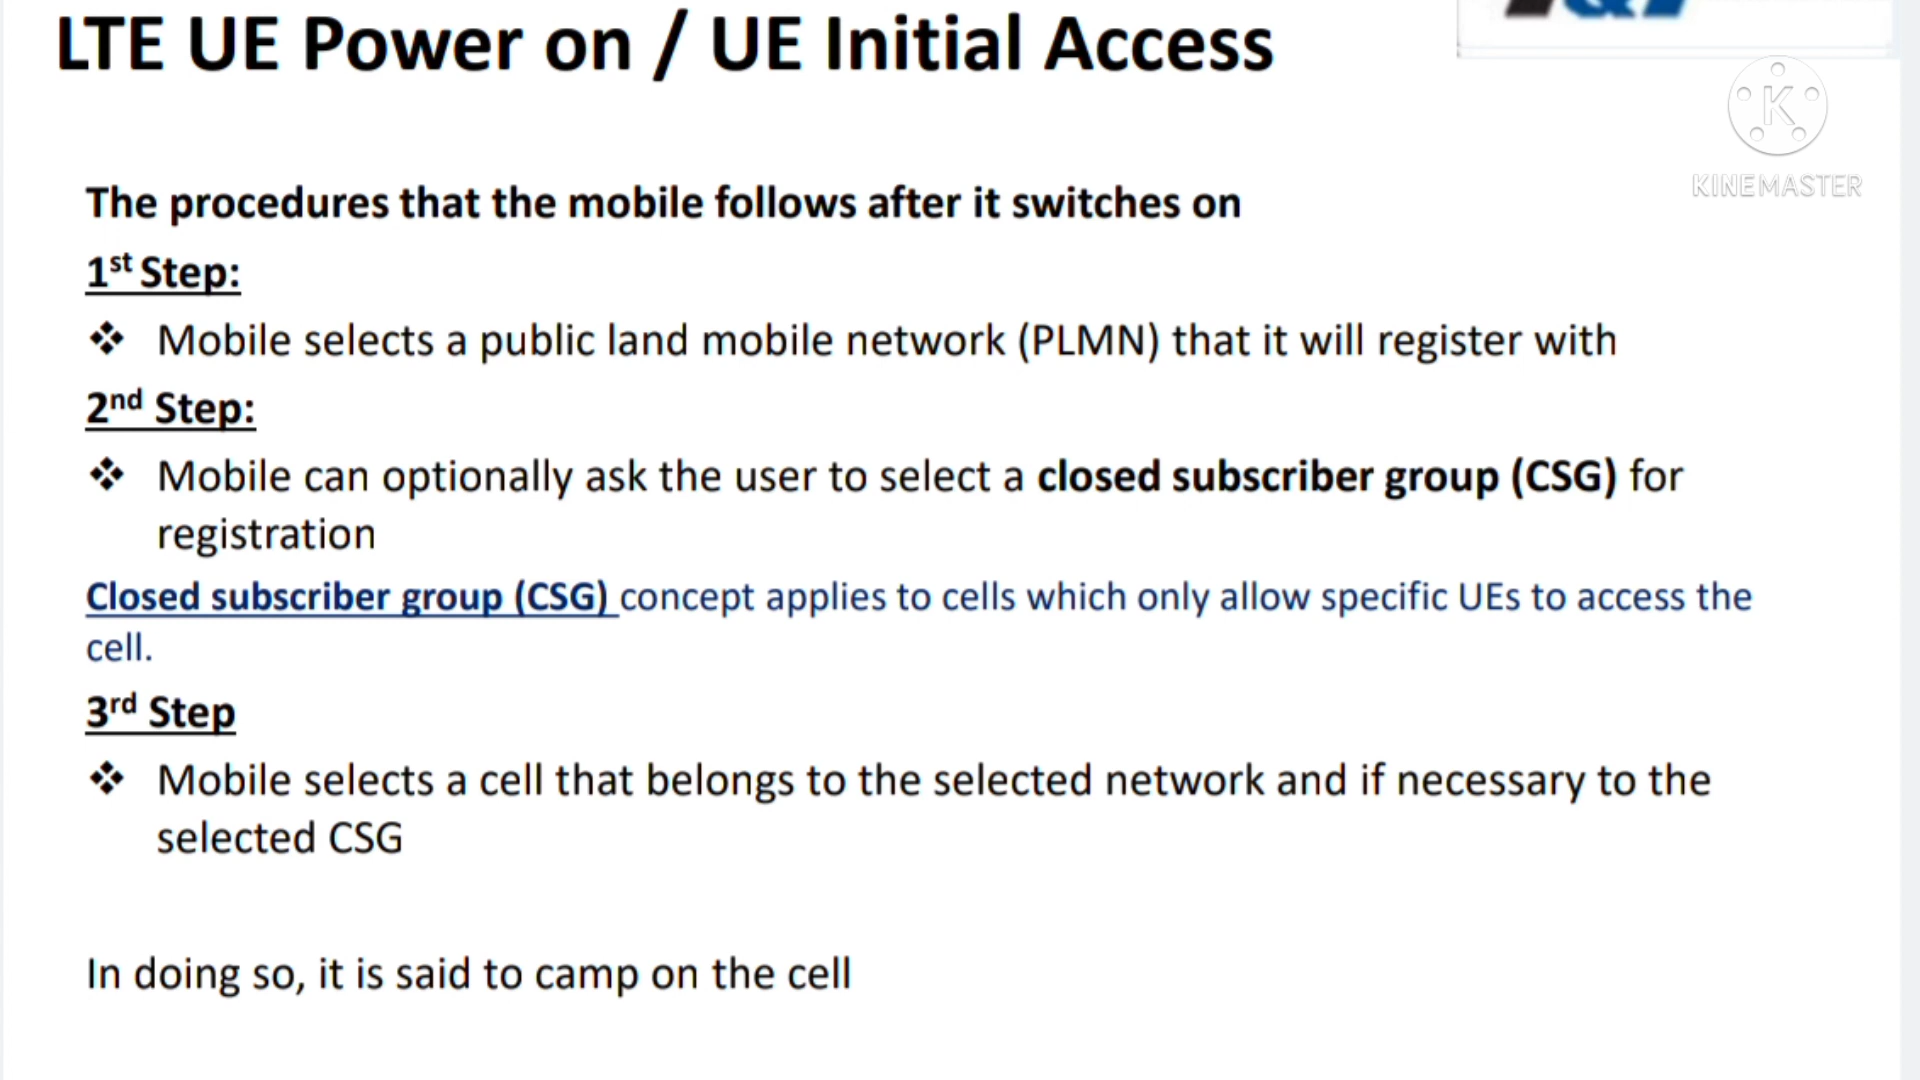 LTE UE Power on / UE Initial Access
K
KINEMASTER
The procedures that the mobile follows after it switches on
1st Step:
❖ Mobile selects a public land mobile network (PLMN) that it will register with
2nd Step:
❖ Mobile can optionally ask the user to select a closed subscriber group (CSG) for
registration
Closed subscriber group (CSG) concept applies to cells which only allow specific UEs to access the
cell.
3rd Step
❖ Mobile selects a cell that belongs to the selected network and if necessary to the
selected CSG
In doing so, it is said to camp on the cell